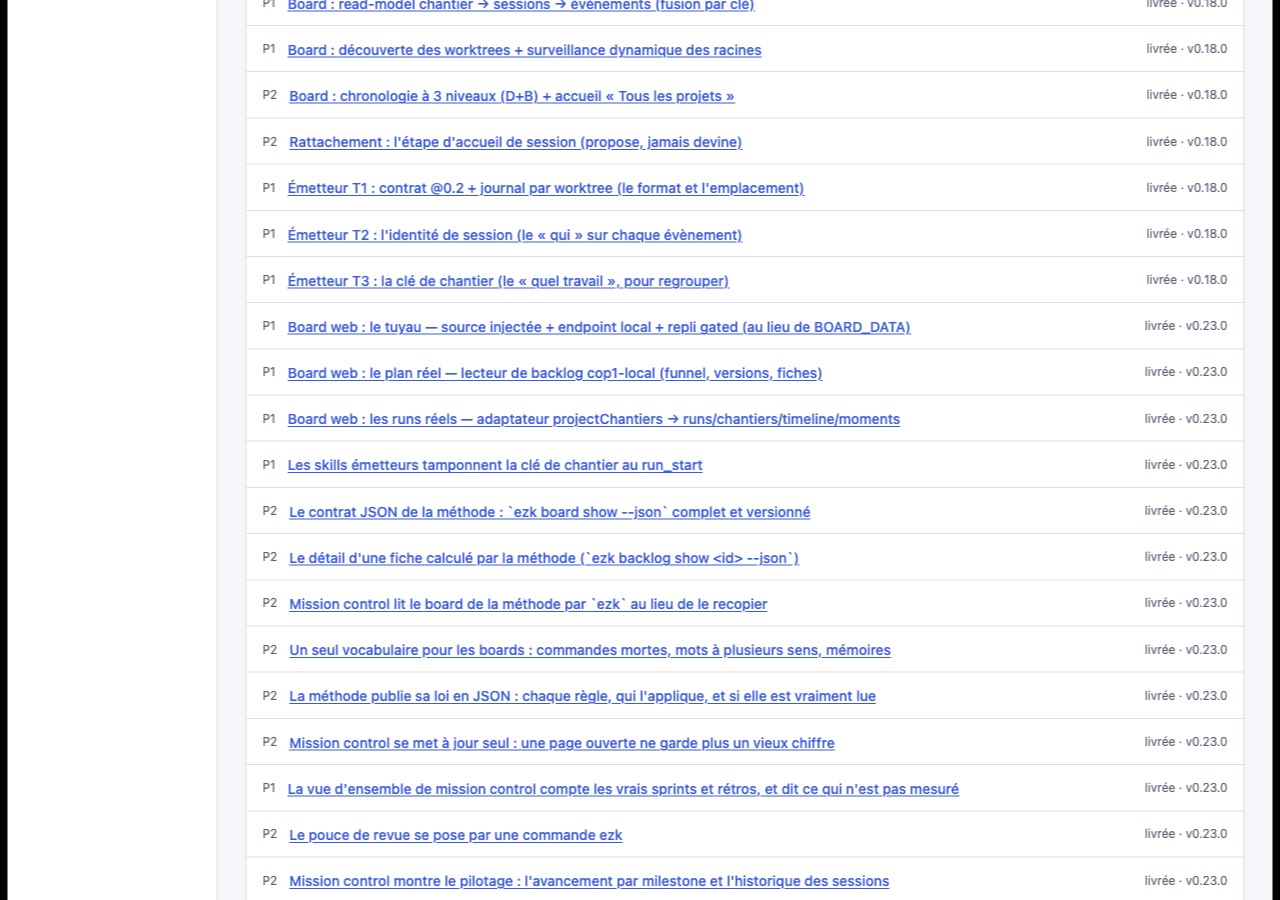 P1 Board : read-model chantier → sessions → évènements (fusion par clé) livrée · v0.18.0
P1 Board : découverte des worktrees + surveillance dynamique des racines livrée · v0.18.0
P2 Board : chronologie à 3 niveaux (D+B) + accueil « Tous les projets » livrée · v0.18.0
P2 Rattachement : l'étape d'accueil de session (propose, jamais devine) livrée · v0.18.0
P1 Émetteur T1 : contrat @0.2 + journal par worktree (le format et l'emplacement) livrée · v0.18.0
P1 Émetteur T2 : l'identité de session (le « qui » sur chaque évènement) livrée · v0.18.0
P1 Émetteur T3 : la clé de chantier (le « quel travail », pour regrouper) livrée · v0.18.0
P1 Board web : le tuyau — source injectée + endpoint local + repli gated (au lieu de BOARD_DATA) livrée · v0.23.0
P1 Board web : le plan réel — lecteur de backlog cop1-local (funnel, versions, fiches) livrée · v0.23.0
P1 Board web : les runs réels — adaptateur projectChantiers → runs/chantiers/timeline/moments livrée · v0.23.0
P1 Les skills émetteurs tamponnent la clé de chantier au run_start livrée · v0.23.0
P2 Le contrat JSON de la méthode : `ezk board show --json` complet et versionné livrée · v0.23.0
P2 Le détail d'une fiche calculé par la méthode (`ezk backlog show <id> --json`) livrée · v0.23.0
P2 Mission control lit le board de la méthode par `ezk` au lieu de le recopier livrée · v0.23.0
P2 Un seul vocabulaire pour les boards : commandes mortes, mots à plusieurs sens, mémoires livrée · v0.23.0
P2 La méthode publie sa loi en JSON : chaque règle, qui l'applique, et si elle est vraiment lue livrée · v0.23.0
P2 Mission control se met à jour seul : une page ouverte ne garde plus un vieux chiffre livrée · v0.23.0
P1 La vue d'ensemble de mission control compte les vrais sprints et rétros, et dit ce qui n'est pas mesuré livrée · v0.23.0
P2 Le pouce de revue se pose par une commande ezk livrée · v0.23.0
P2 Mission control montre le pilotage : l'avancement par milestone et l'historique des sessions livrée · v0.23.0